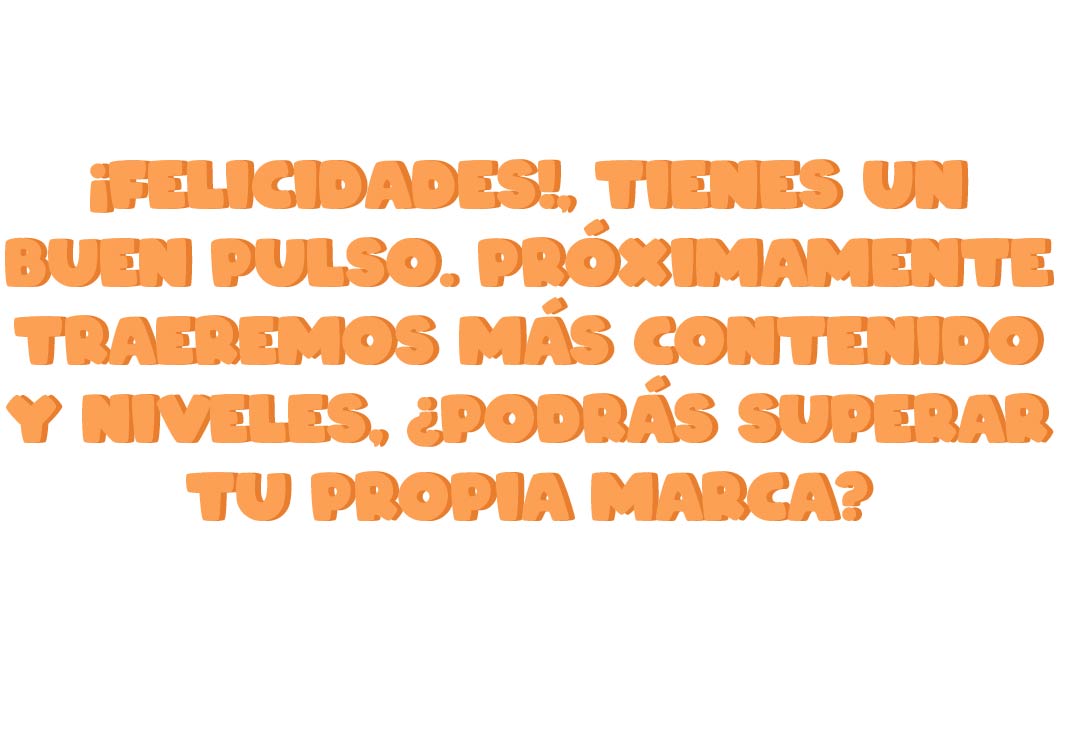 ¡FELICIDADES!, TIENES UN
BUEN PULSO. PRÓXIMAMENTE
TRAEREMOS MÁS CONTENIDO
Y NIVELES, ¿PODRÁS SUPERAR
TU PROPIA MARCA?